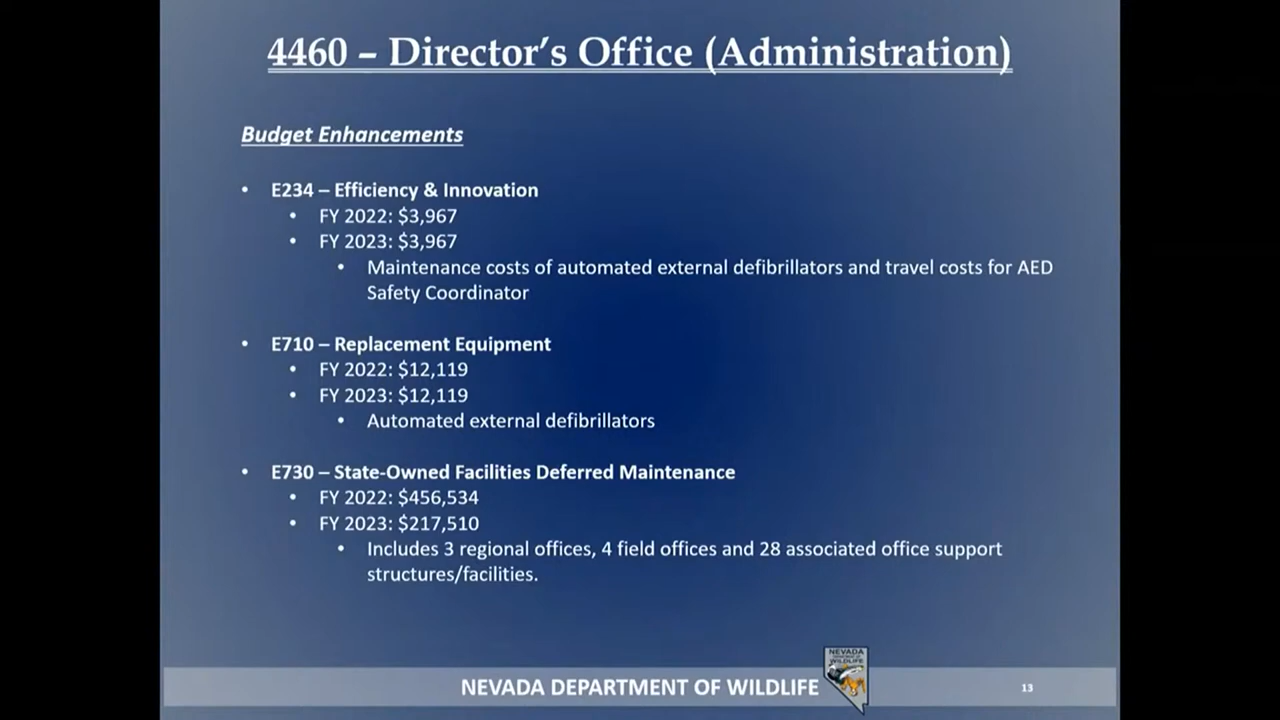 4460 – Director's Office (Administration)
Budget Enhancements
• E234 – Efficiency & Innovation
• FY 2022: $3,967
• FY 2023: $3,967
• Maintenance costs of automated external defibrillators and travel costs for AED
Safety Coordinator
• E710 – Replacement Equipment
• FY 2022: $12,119
• FY 2023: $12,119
• Automated external defibrillators
• E730 – State-Owned Facilities Deferred Maintenance
• FY 2022: $456,534
• FY 2023: $217,510
• Includes 3 regional offices, 4 field offices and 28 associated office support
structures/facilities.
NEVADA DEPARTMENT OF WILDLIFE
NEVADA
DEPARTMENT OF
WILDLIFE
13